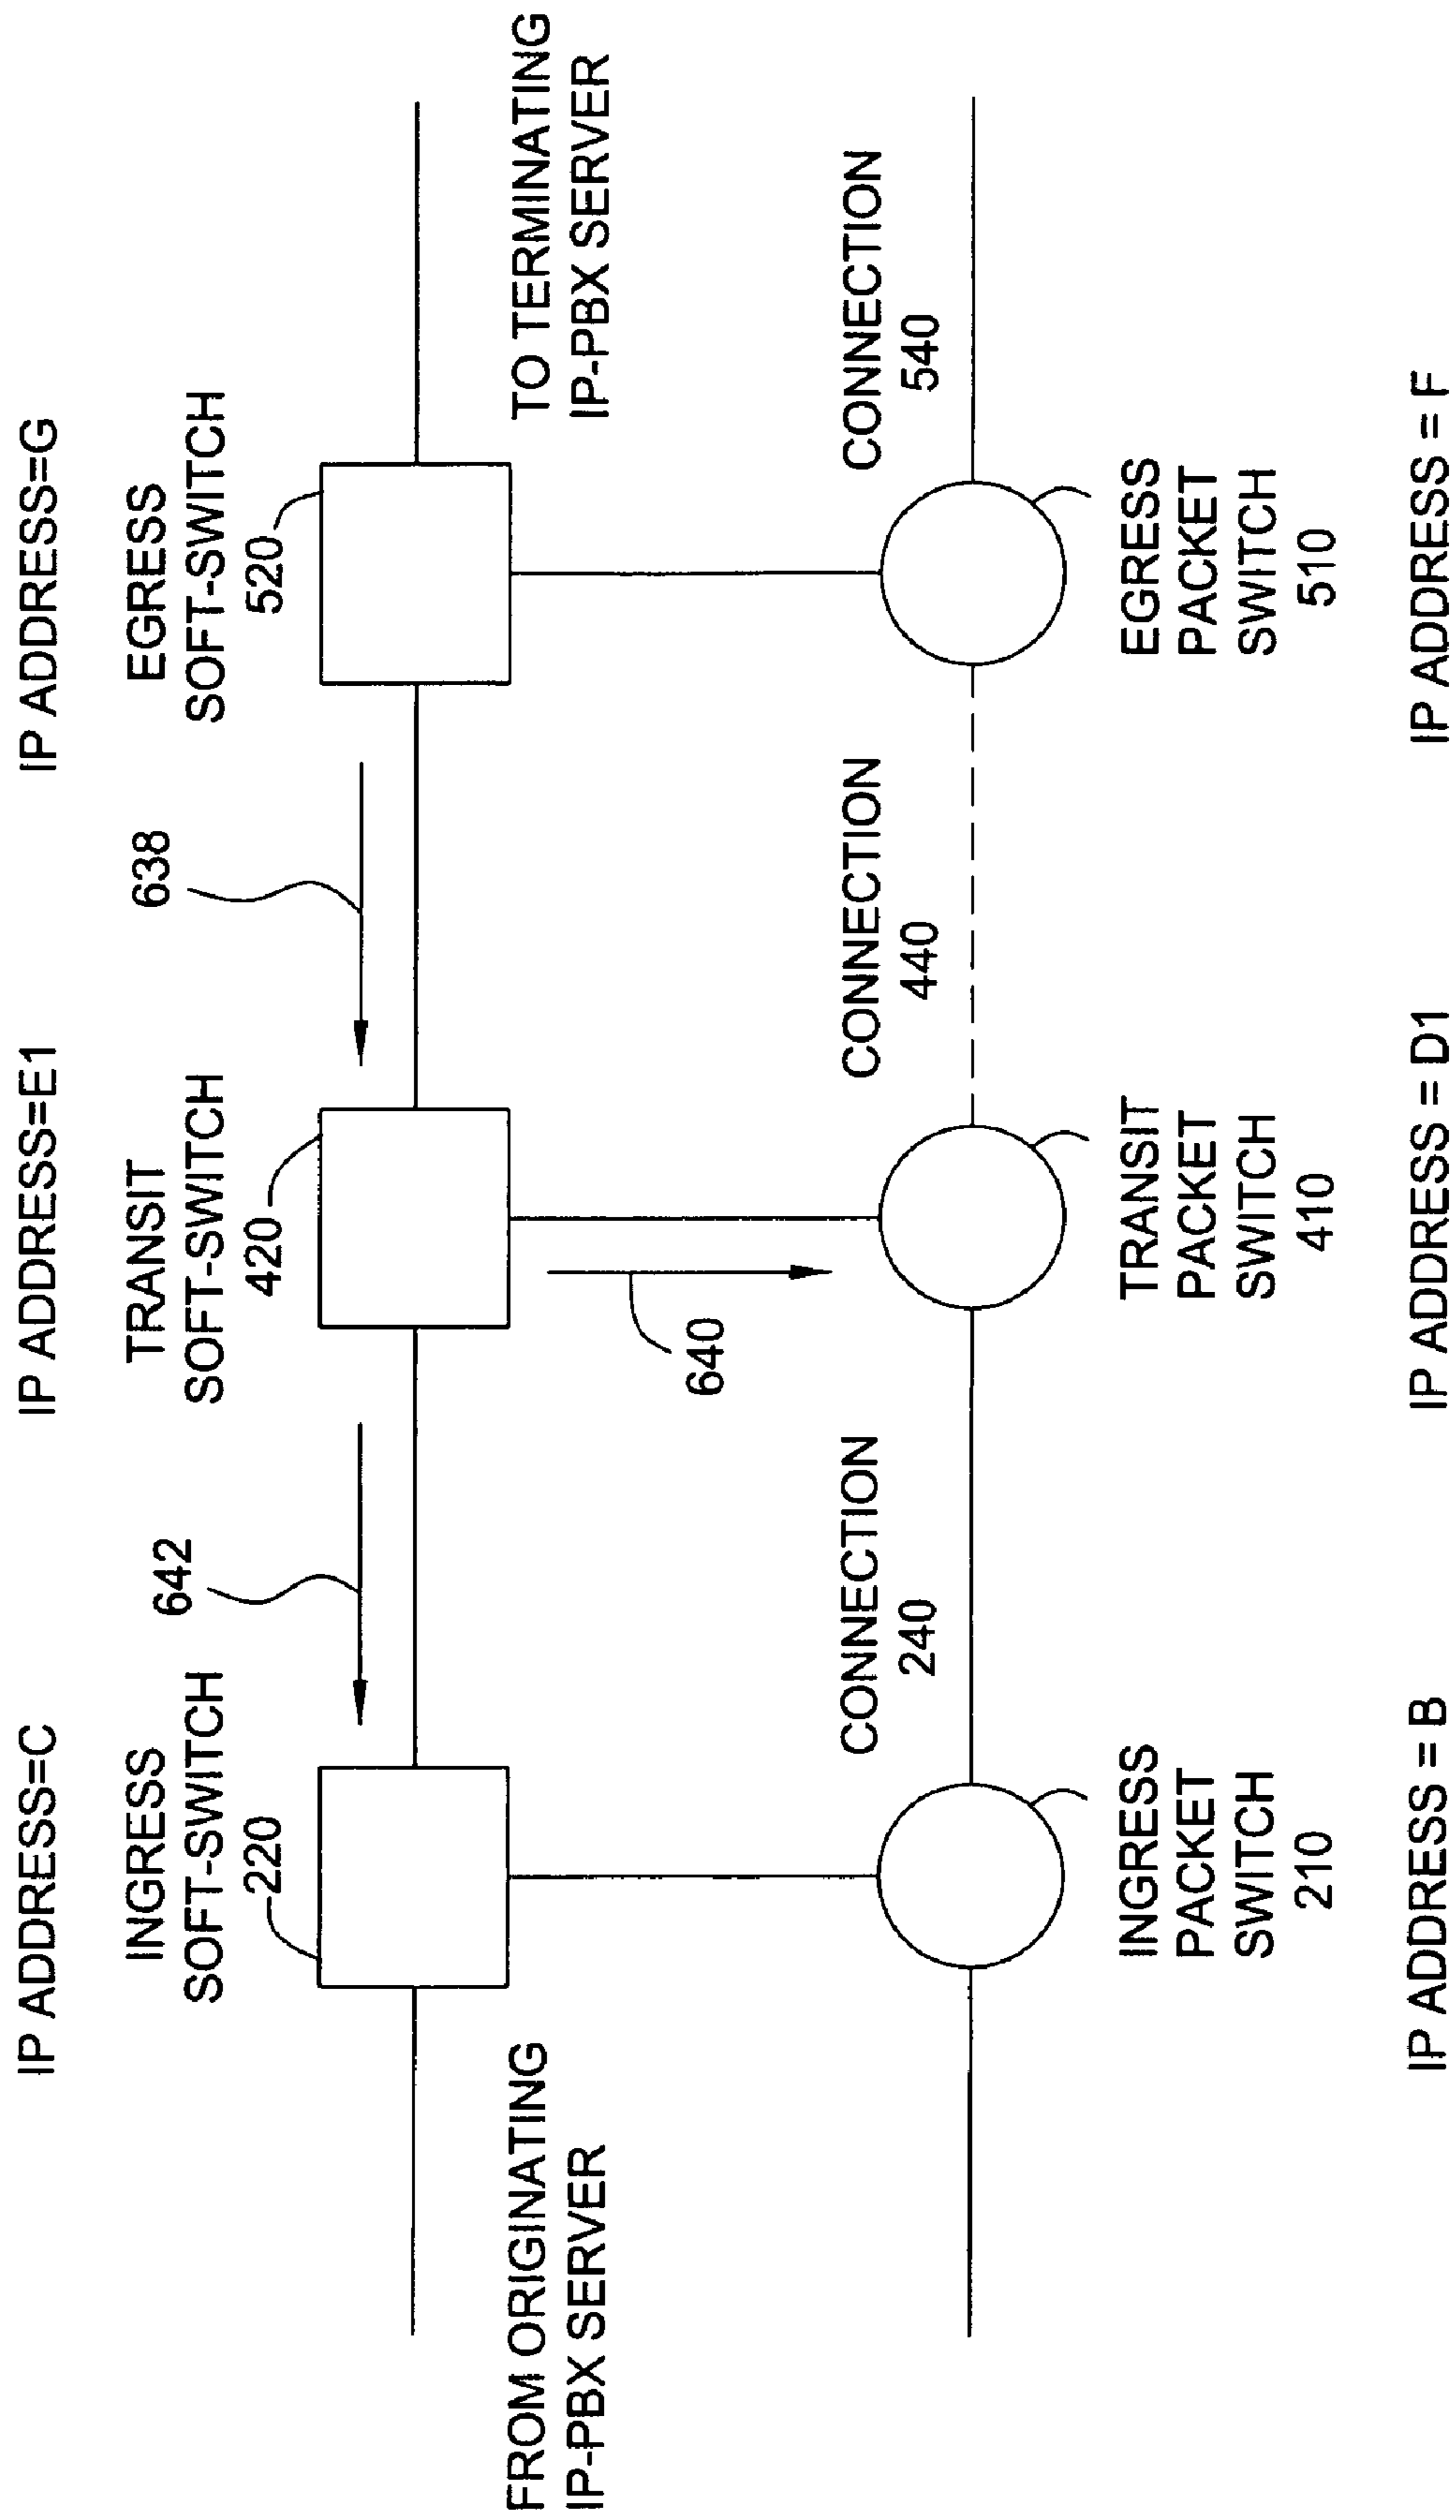 IP ADDRESS=C
IP ADDRESS=E1
IP ADDRESS=G
INGRESS
SOFT-SWITCH
220
642
TRANSIT
SOFT-SWITCH
420
638
EGRESS
SOFT-SWITCH
520
FROM ORIGINATING
IP-PBX SERVER
640
TO TERMINATING
IP-PBX SERVER
CONNECTION
240
CONNECTION
440
CONNECTION
540
INGRESS
PACKET
SWITCH
210
TRANSIT
PACKET
SWITCH
410
EGRESS
PACKET
SWITCH
510
IP ADDRESS = B
IP ADDRESS = D1
IP ADDRESS = F